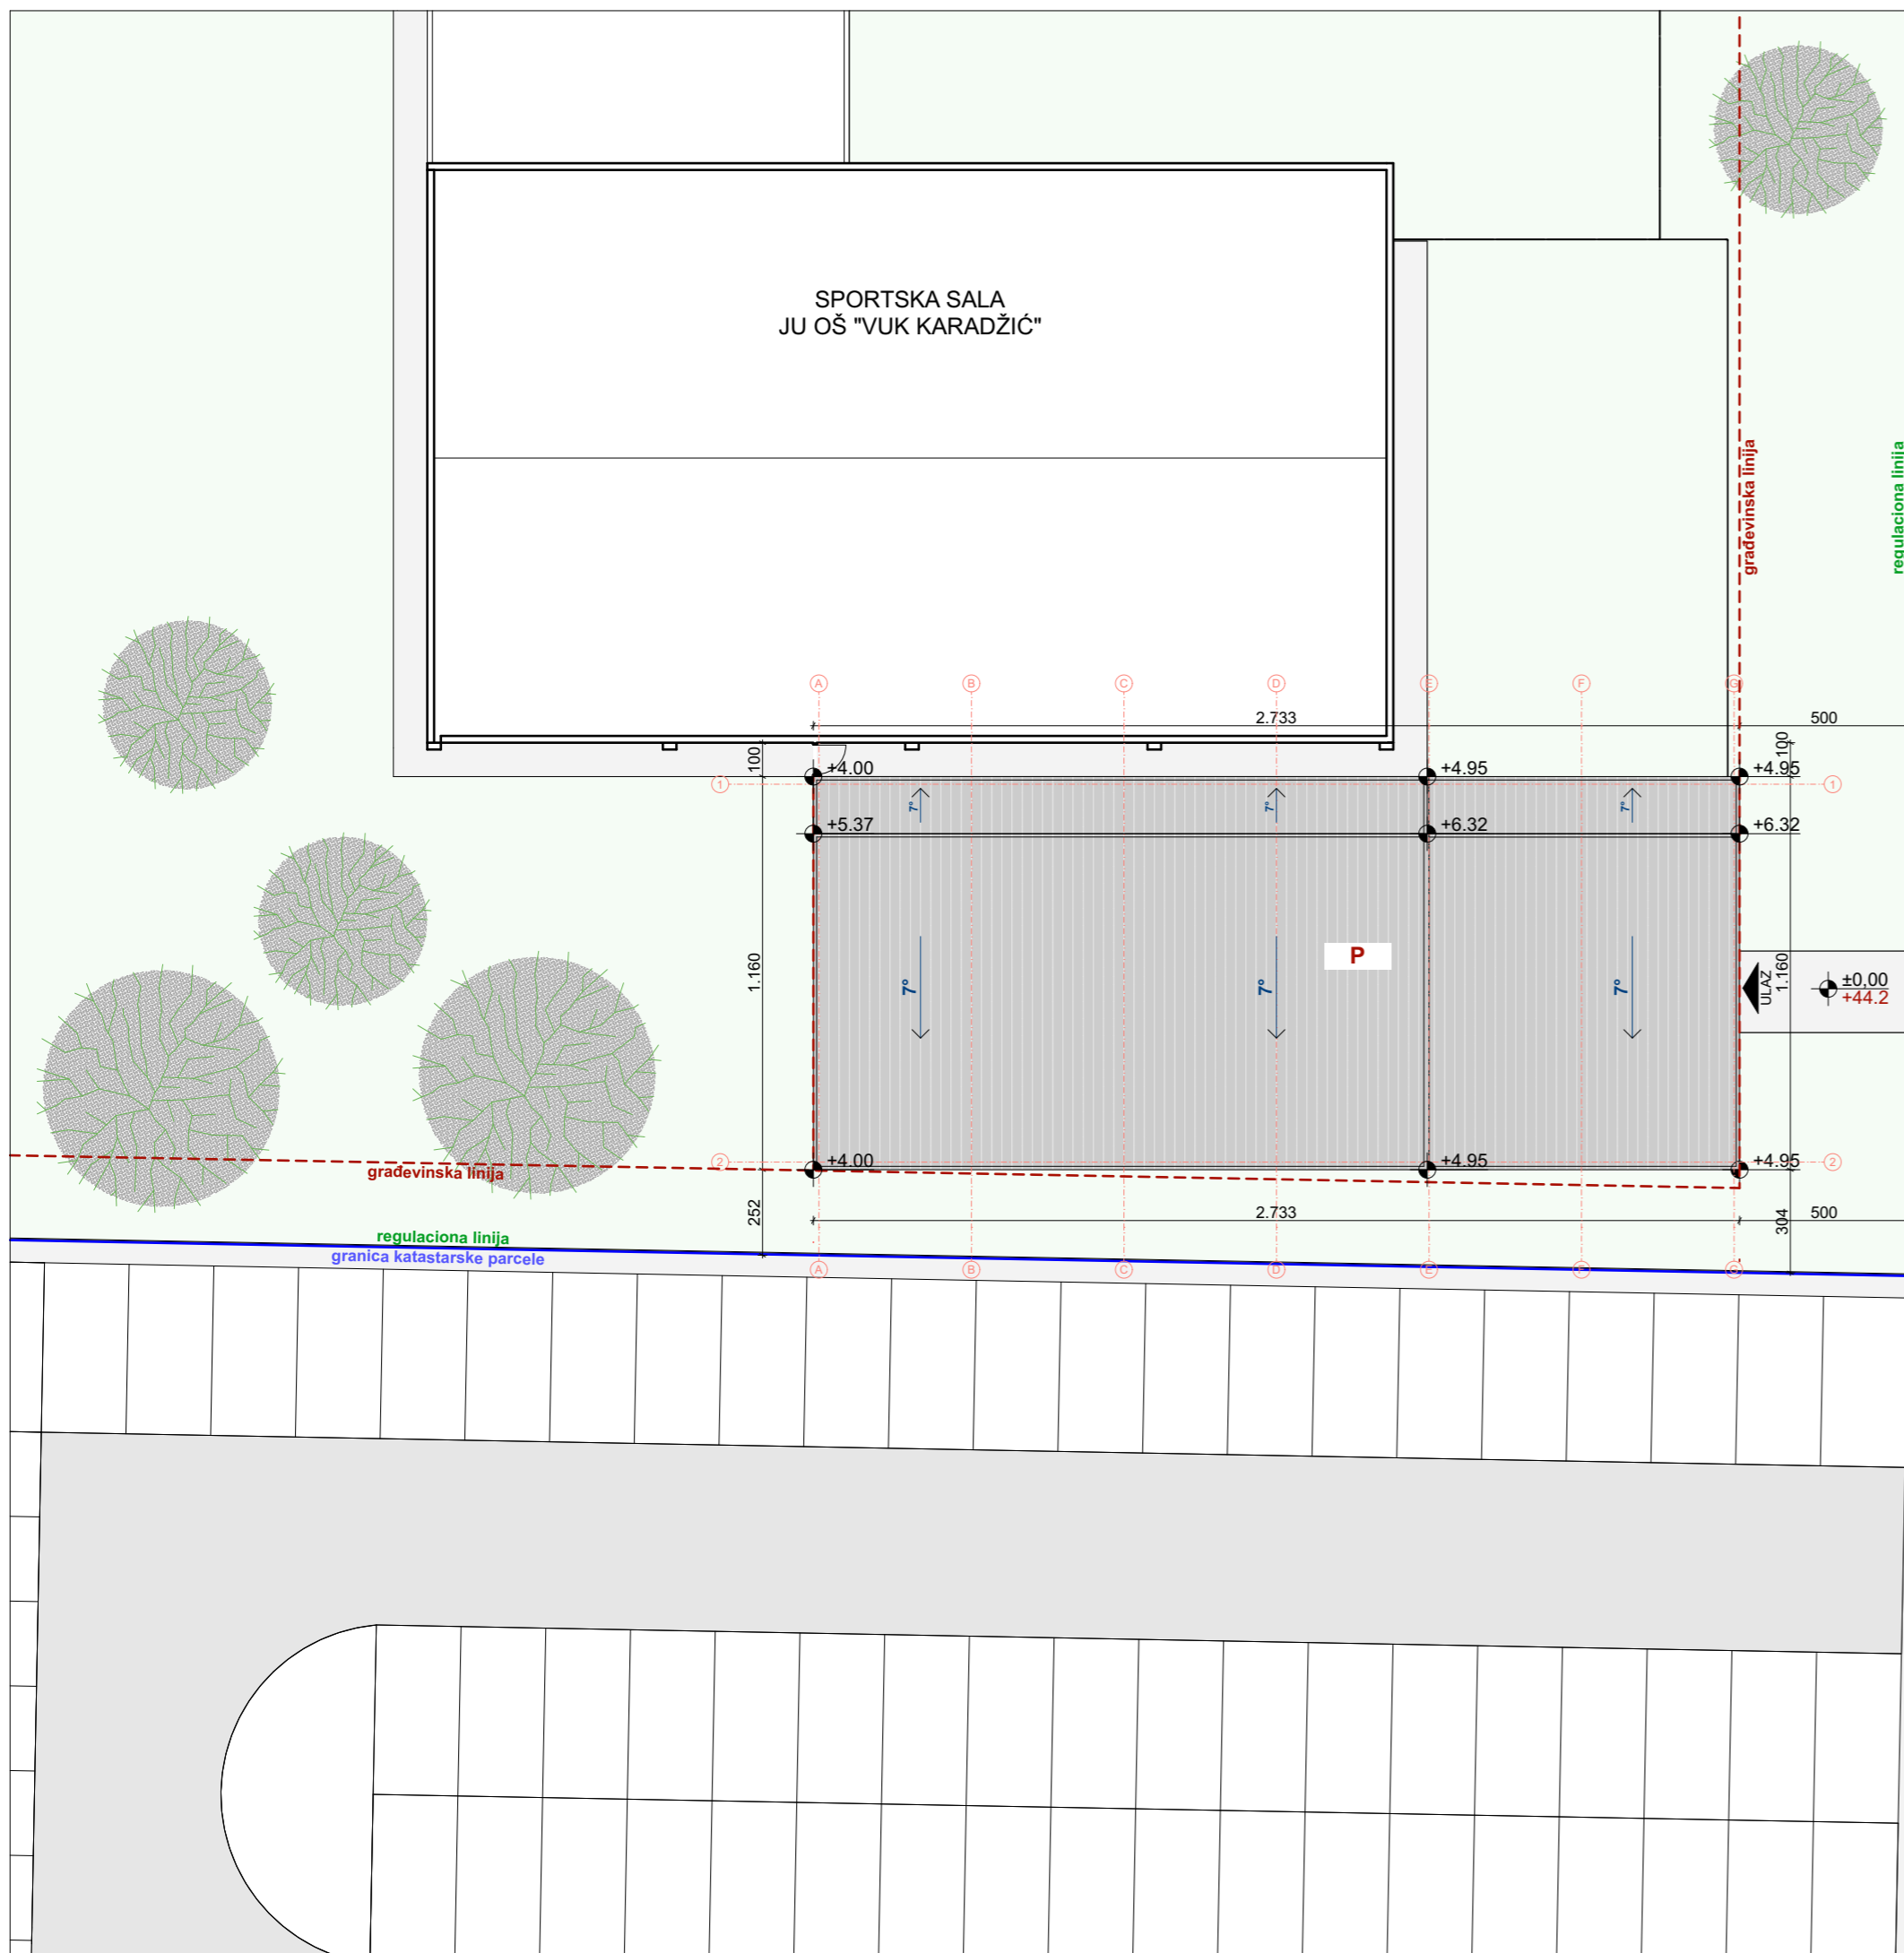 SPORTSKA SALA
JU OŠ "VUK KARADŽIĆ"
građevinska linija
regulaciona linija
A B C D E F G
2.733 500
100 100
+4.00 +4.95 +4.95
1 1
7° 7° 7°
+5.37 +6.32 +6.32
P
1.160 7° 7° 7° ULAZ 1.160 ±0,00
+44.2
2 +4.00 +4.95 +4.95 2
građevinska linija
252 2.733 500 304
regulaciona linija
granica katastarske parcele
A B C D E F G